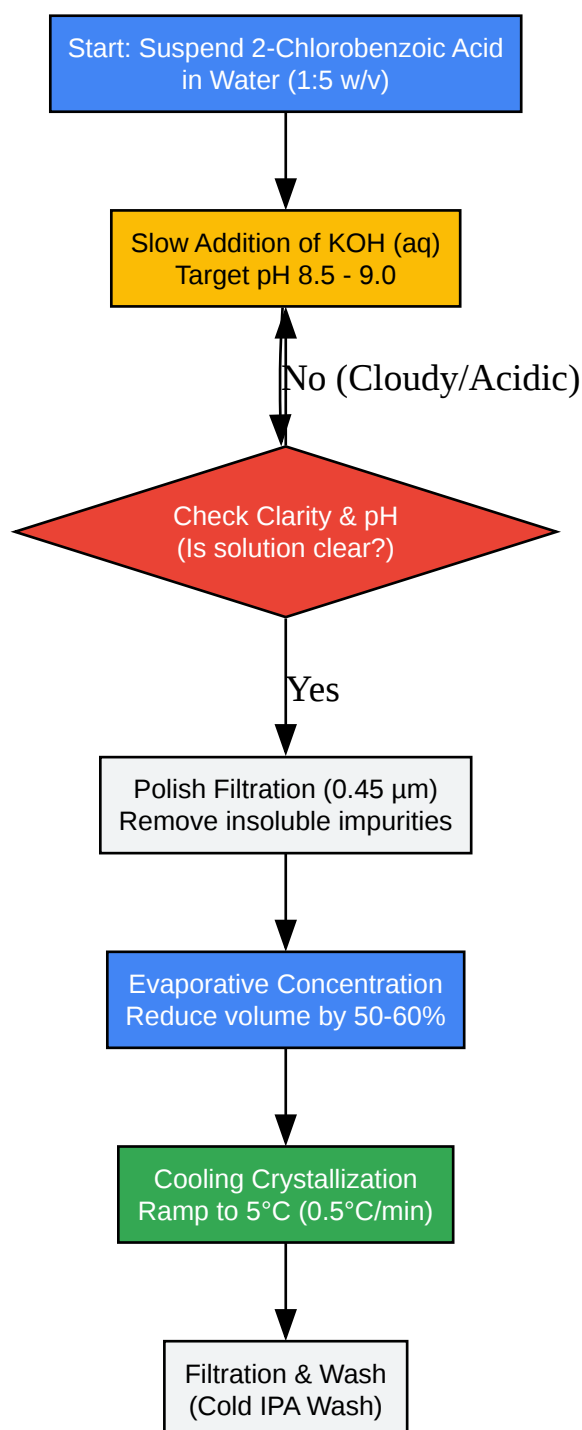 Start: Suspend 2-Chlorobenzoic Acid
in Water (1:5 w/v)
Slow Addition of KOH (aq)
Target pH 8.5 - 9.0
No (Cloudy/Acidic)
Check Clarity & pH
(Is solution clear?)
Yes
Polish Filtration (0.45 µm)
Remove insoluble impurities
Evaporative Concentration
Reduce volume by 50-60%
Cooling Crystallization
Ramp to 5°C (0.5°C/min)
Filtration & Wash
(Cold IPA Wash)